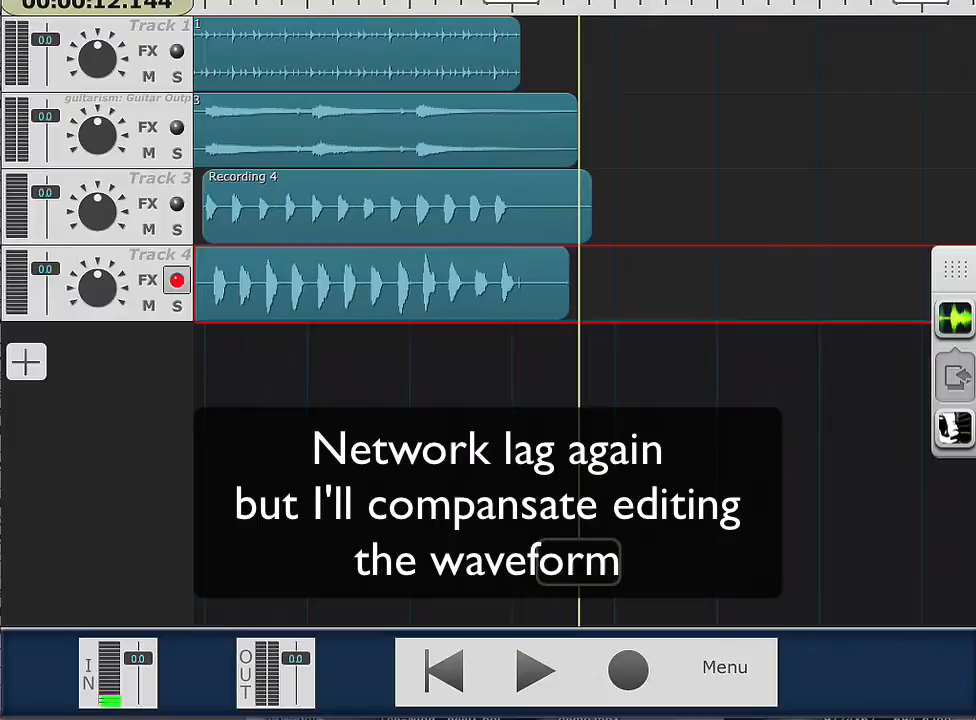 00:00:12.144
Track 1
1
0.0
FX
M S
guitarism: Guitar Outp
3
0.0
FX
M S
Track 3
Recording 4
0.0
FX
M S
Track 4
0.0
FX
M S
Network lag again
but I'll compansate editing
the waveform
IN
0.0
OUT
0.0
Menu